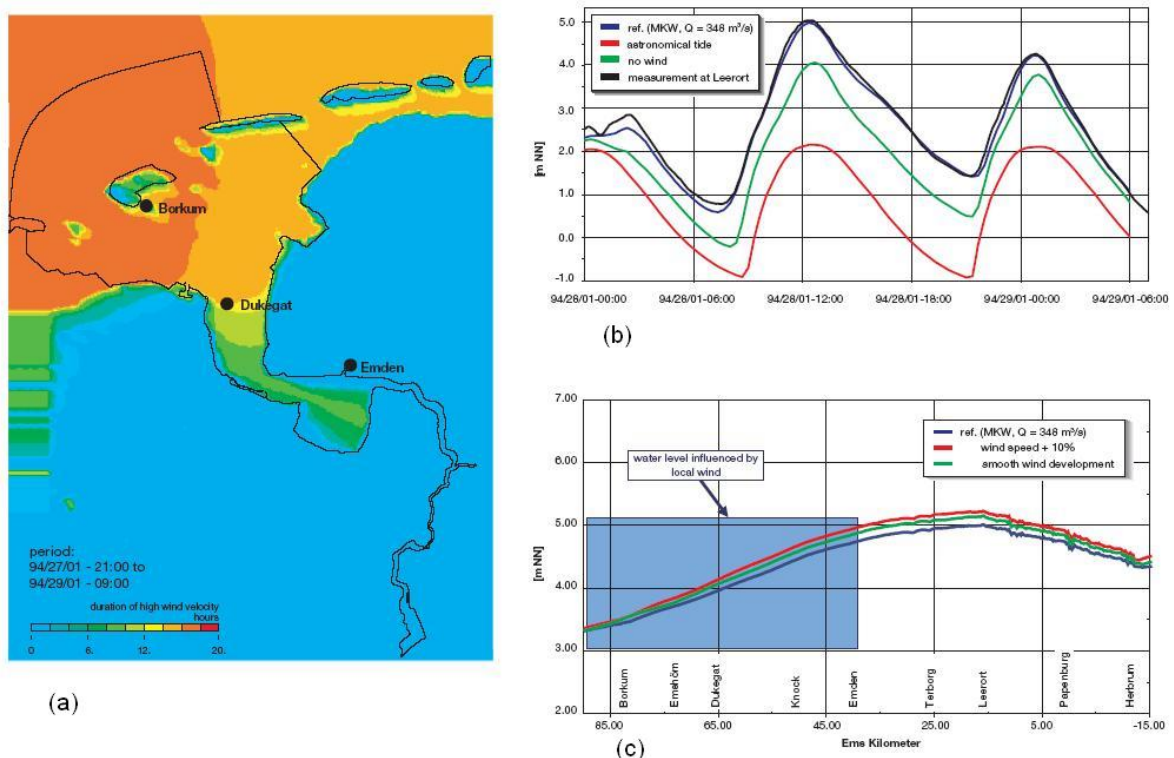 Borkum
Dukegat
Emden
period:
94/27/01 - 21:00 to
94/29/01 - 09:00
duration of high wind velocity
hours
0 6. 12. 20.
(a)
5.0
4.0
3.0
2.0
1.0
0.0
-1.0
[m NN]
ref. (MKW, Q = 348 m³/s)
astronomical tide
no wind
measurement at Leerort
94/28/01-00:00 94/28/01-06:00 94/28/01-12:00 94/28/01-18:00 94/29/01-00:00 94/29/01-06:00
(b)
7.00
6.00
5.00
4.00
3.00
2.00
[m NN]
ref. (MKW, Q = 348 m³/s)
wind speed + 10%
smooth wind development
water level influenced by
local wind
Borkum
Emshörn
Dukegat
Knock
Emden
Terborg
Leerort
Papenburg
Herbrum
85.00 65.00 45.00 25.00 5.00 -15.00
Ems Kilometer
(c)